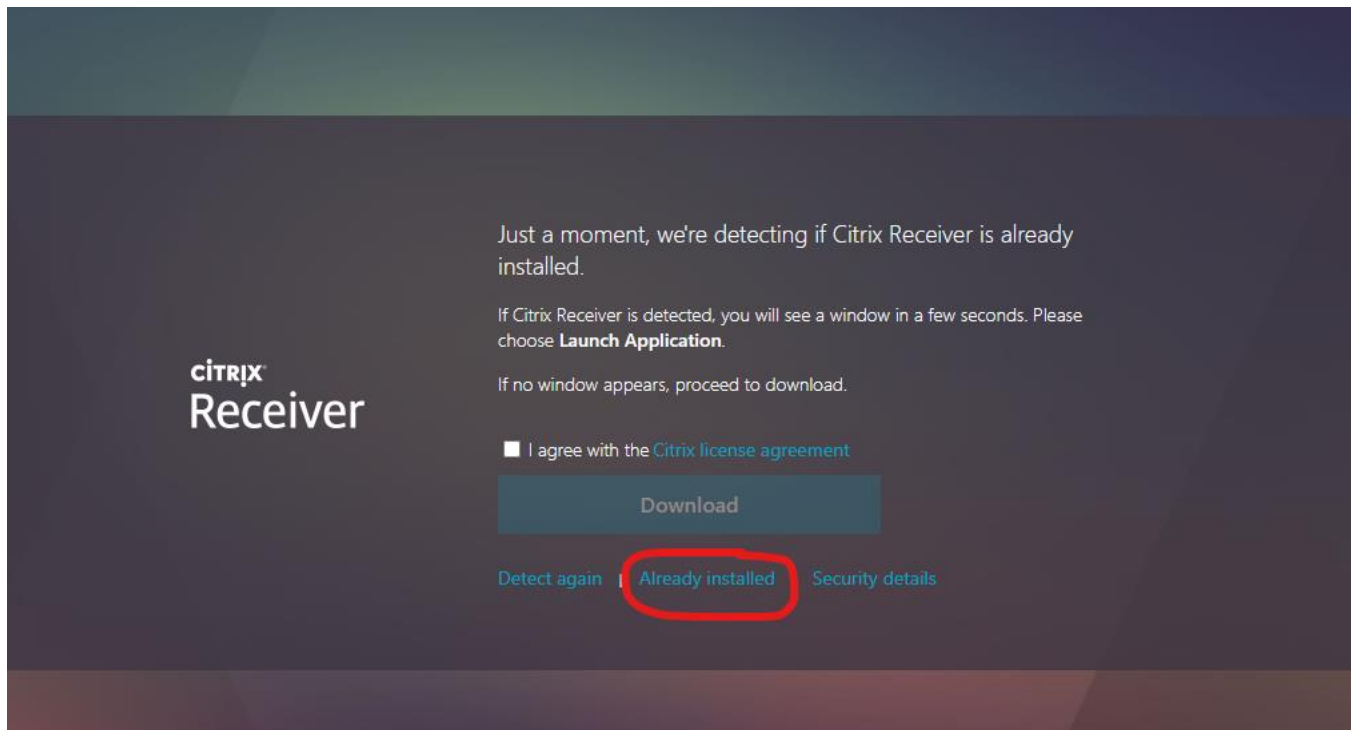 Just a moment, we're detecting if Citrix Receiver is already
installed.
If Citrix Receiver is detected, you will see a window in a few seconds. Please
choose Launch Application.
If no window appears, proceed to download.
CITRIX
Receiver
I agree with the Citrix license agreement
Download
Detect again | Already installed Security details